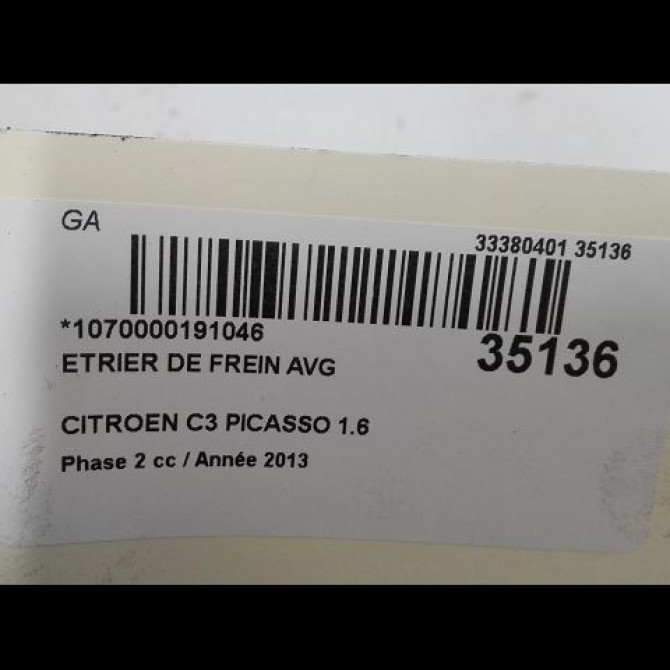 GA
33380401 35136
*1070000191046
35136
ETRIER DE FREIN AVG
CITROEN C3 PICASSO 1.6
Phase 2 cc / Année 2013